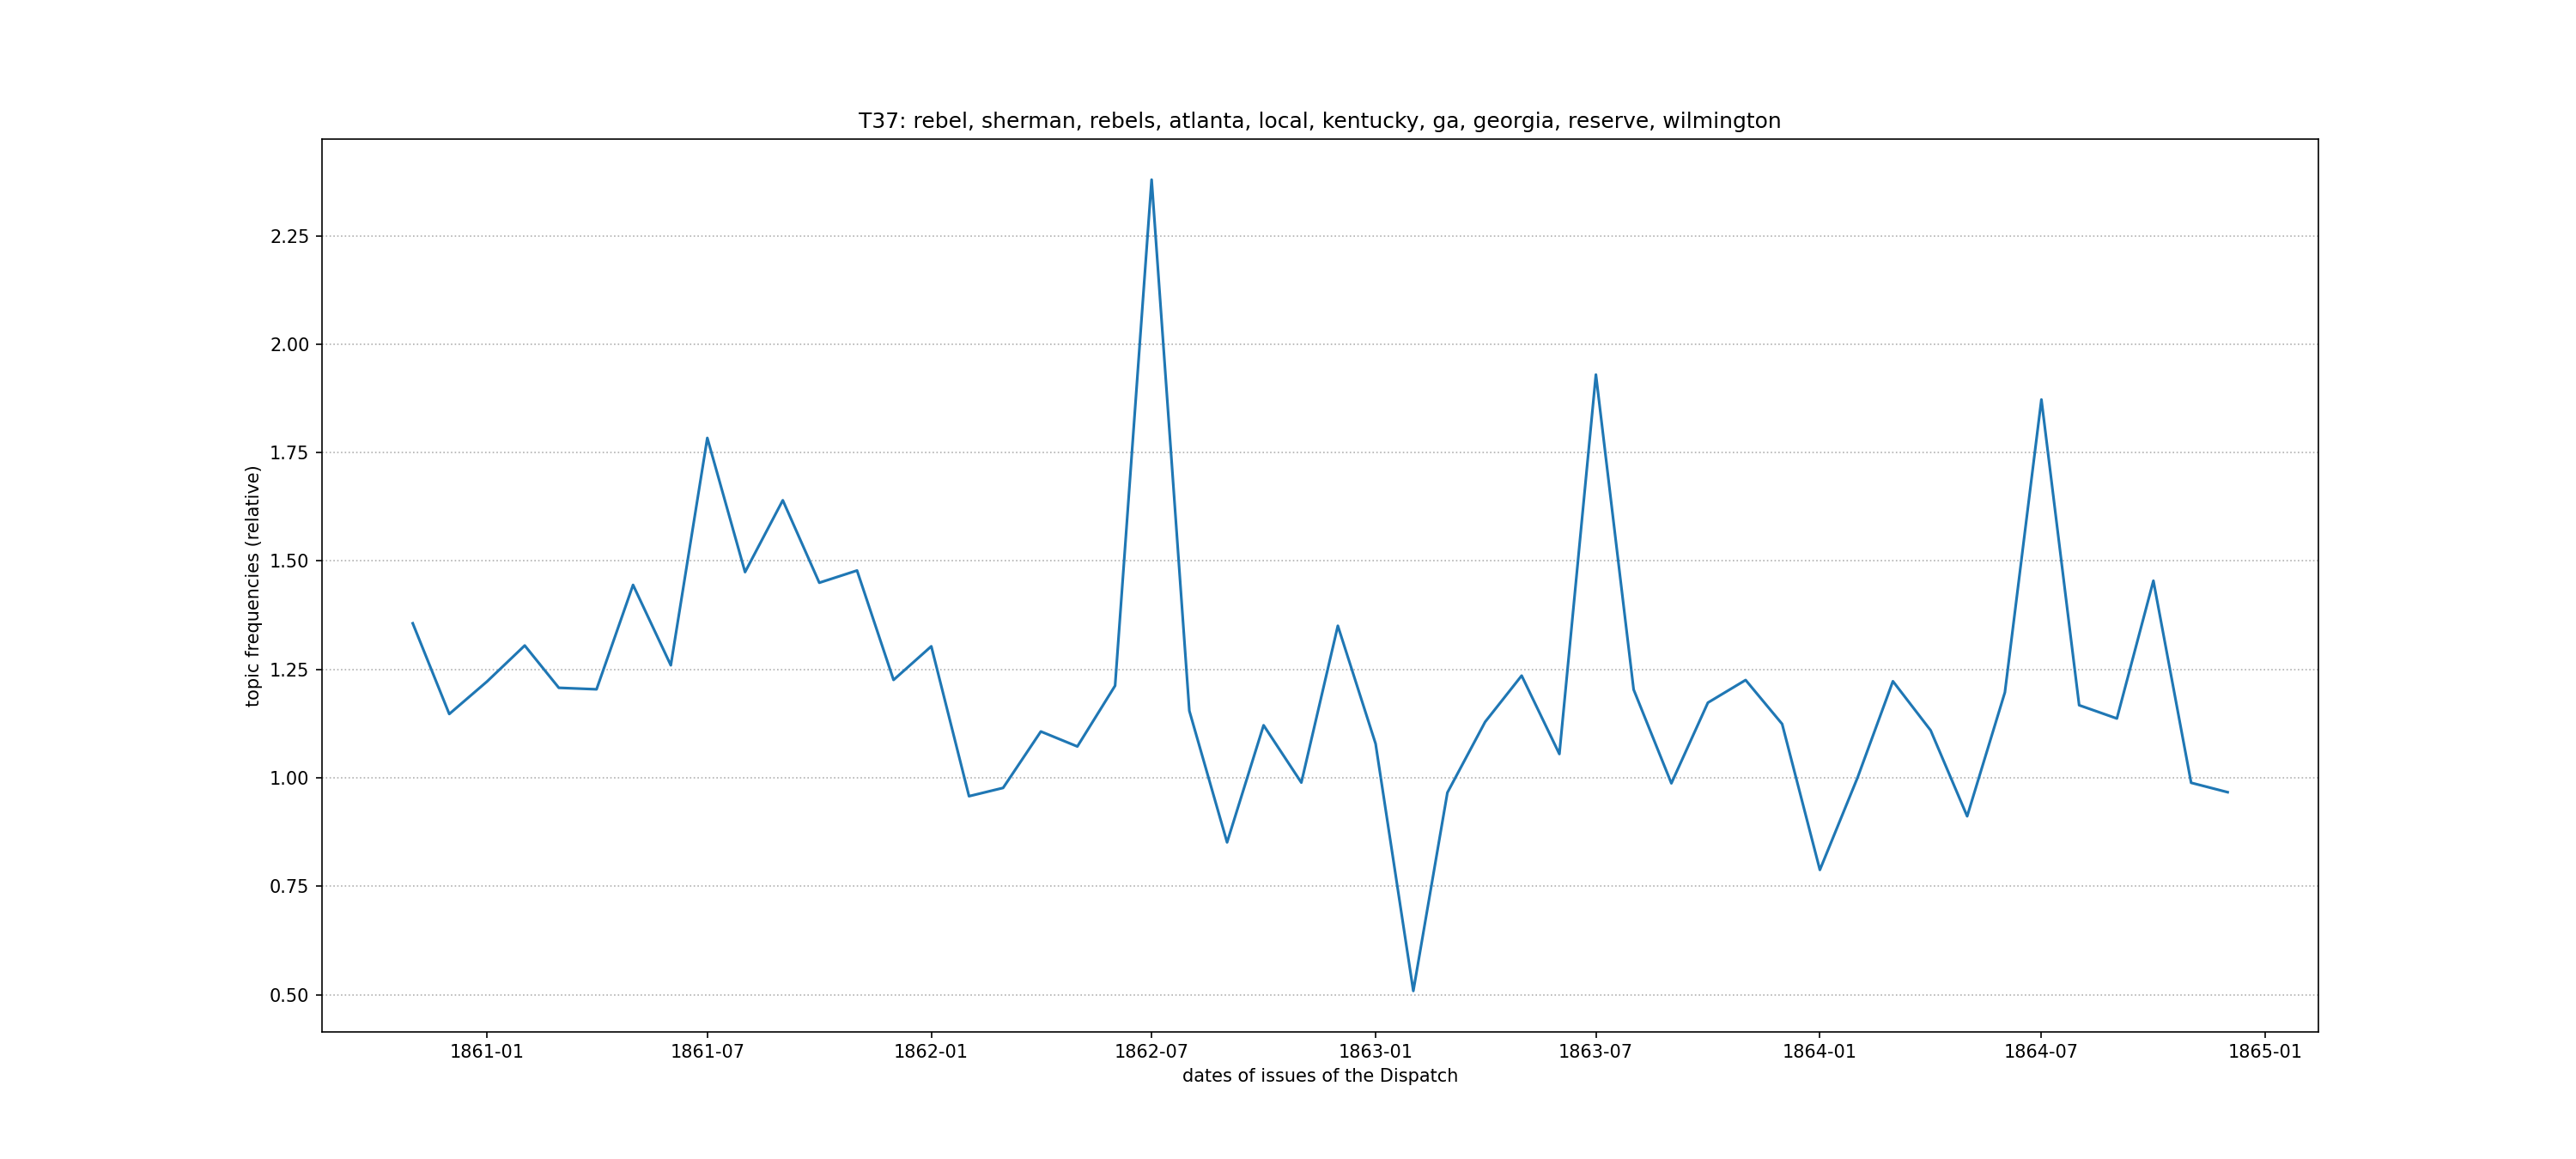 T37: rebel, sherman, rebels, atlanta, local, kentucky, ga, georgia, reserve, wilmington
topic frequencies (relative)
2.25
2.00
1.75
1.50
1.25
1.00
0.75
0.50
1861-01 1861-07 1862-01 1862-07 1863-01 1863-07 1864-01 1864-07 1865-01
dates of issues of the Dispatch